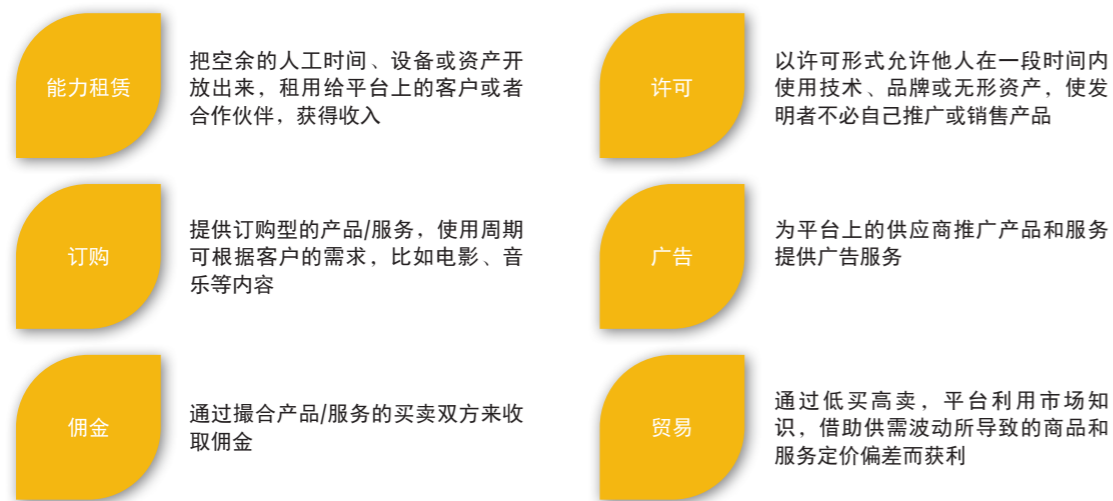 能力租赁
把空余的人工时间、设备或资产开
放出来，租用给平台上的客户或者
合作伙伴，获得收入
许可
以许可形式允许他人在一段时间内
使用技术、品牌或无形资产，使发
明者不必自己推广或销售产品
订购
提供订购型的产品/服务，使用周期
可根据客户的需求，比如电影、音
乐等内容
广告
为平台上的供应商推广产品和服务
提供广告服务
佣金
通过撮合产品/服务的买卖双方来收
取佣金
贸易
通过低买高卖，平台利用市场知
识，借助供需波动所导致的商品和
服务定价偏差而获利